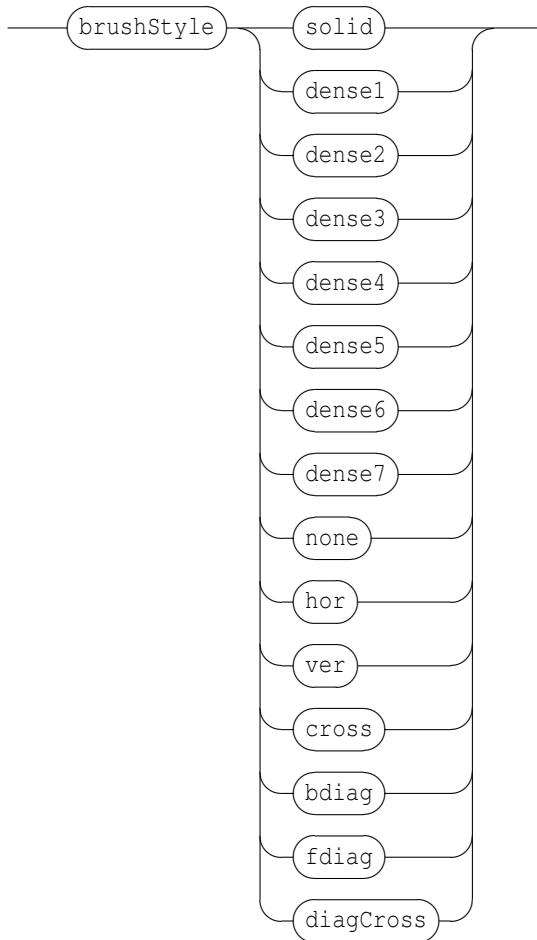 brushStyle solid
dense1
dense2
dense3
dense4
dense5
dense6
dense7
none
hor
ver
cross
bdiag
fdiag
diagCross